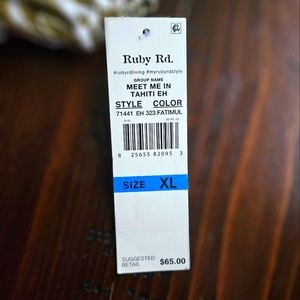 Ruby Rd.
#rubyrdliving #myrubyrdstyle
GROUP NAME
MEET ME IN
TAHITI EH
STYLE COLOR
71441 EH 323 FATIMUL
8 25655 82095 3
SIZE XL
SUGGESTED
RETAIL $65.00